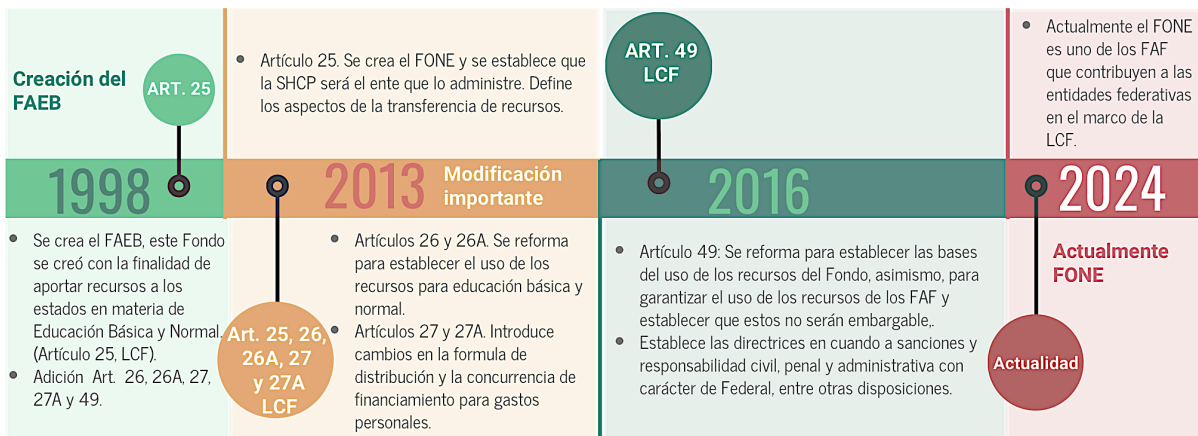 Creación del
FAEB
ART. 25
1998
• Se crea el FAEB, este Fondo
se creó con la finalidad de
aportar recursos a los
estados en materia de
Educación Básica y Normal.
(Artículo 25, LCF).
• Adición Art. 26, 26A, 27,
27A y 49.
• Artículo 25. Se crea el FONE y se establece que
la SHCP será el ente que lo administre. Define
los aspectos de la transferencia de recursos.
2013
Modificación
importante
Art. 25, 26,
26A, 27
y 27A
LCF
• Artículos 26 y 26A. Se reforma
para establecer el uso de los
recursos para educación básica y
normal.
• Artículos 27 y 27A. Introduce
cambios en la formula de
distribución y la concurrencia de
financiamiento para gastos
personales.
ART. 49
LCF
2016
• Artículo 49: Se reforma para establecer las bases
del uso de los recursos del Fondo, asimismo, para
garantizar el uso de los recursos de los FAF y
establecer que estos no serán embargable,.
• Establece las directrices en cuando a sanciones y
responsabilidad civil, penal y administrativa con
carácter de Federal, entre otras disposiciones.
• Actualmente el FONE
es uno de los FAF
que contribuyen a las
entidades federativas
en el marco de la
LCF.
2024
Actualmente
FONE
Actualidad